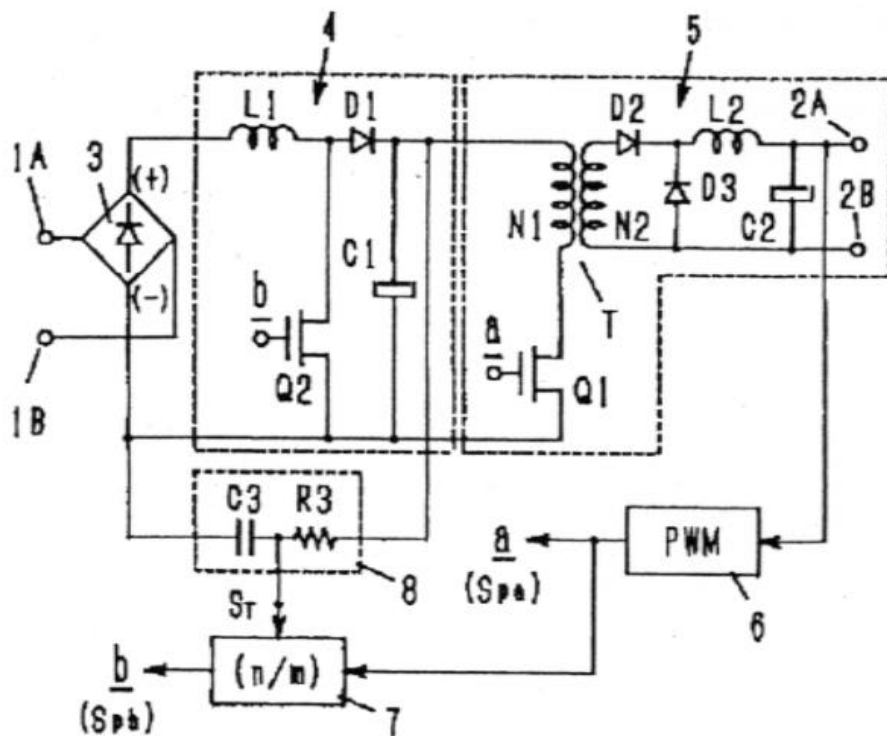 4
5
L1
D1
D2
L2
2A
1A
3
(+)
D3
2B
N1
N2
C2
C1
(-)
b
T
a
Q2
Q1
1B
C3
R3
a
PWM
(Spa)
8
ST
6
b
(n/m)
(Spb)
7